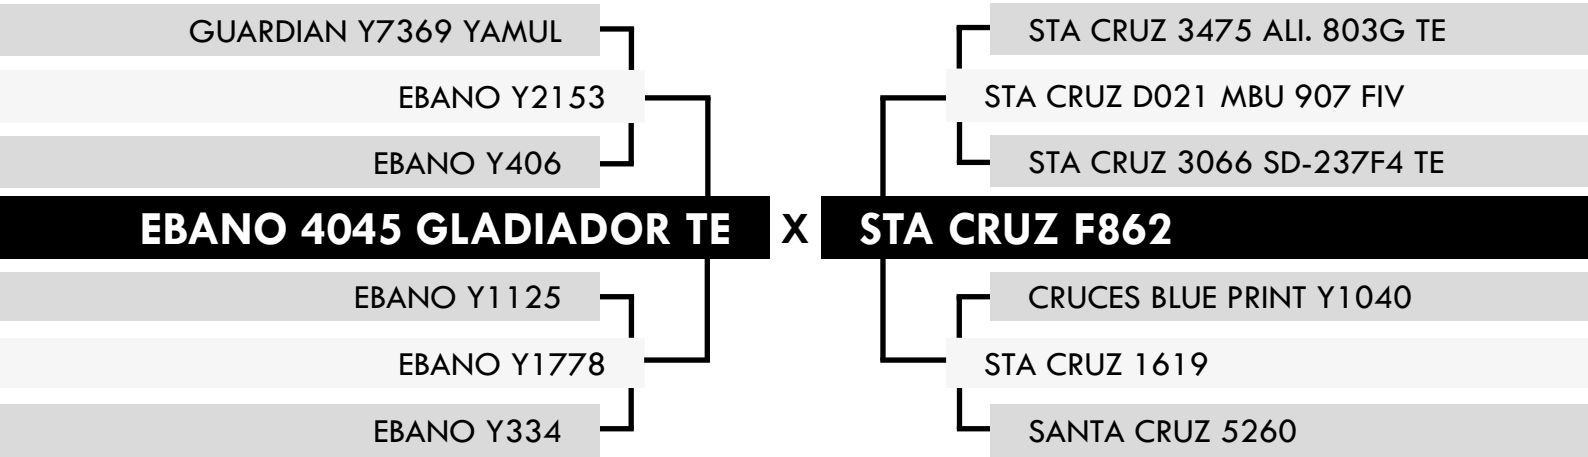 GUARDIAN Y7369 YAMUL
EBANO Y2153
EBANO Y406
EBANO 4045 GLADIADOR TE
EBANO Y1125
EBANO Y1778
EBANO Y334
X
STA CRUZ 3475 ALI. 803G TE
STA CRUZ D021 MBU 907 FIV
STA CRUZ 3066 SD-237F4 TE
STA CRUZ F862
CRUCES BLUE PRINT Y1040
STA CRUZ 1619
SANTA CRUZ 5260